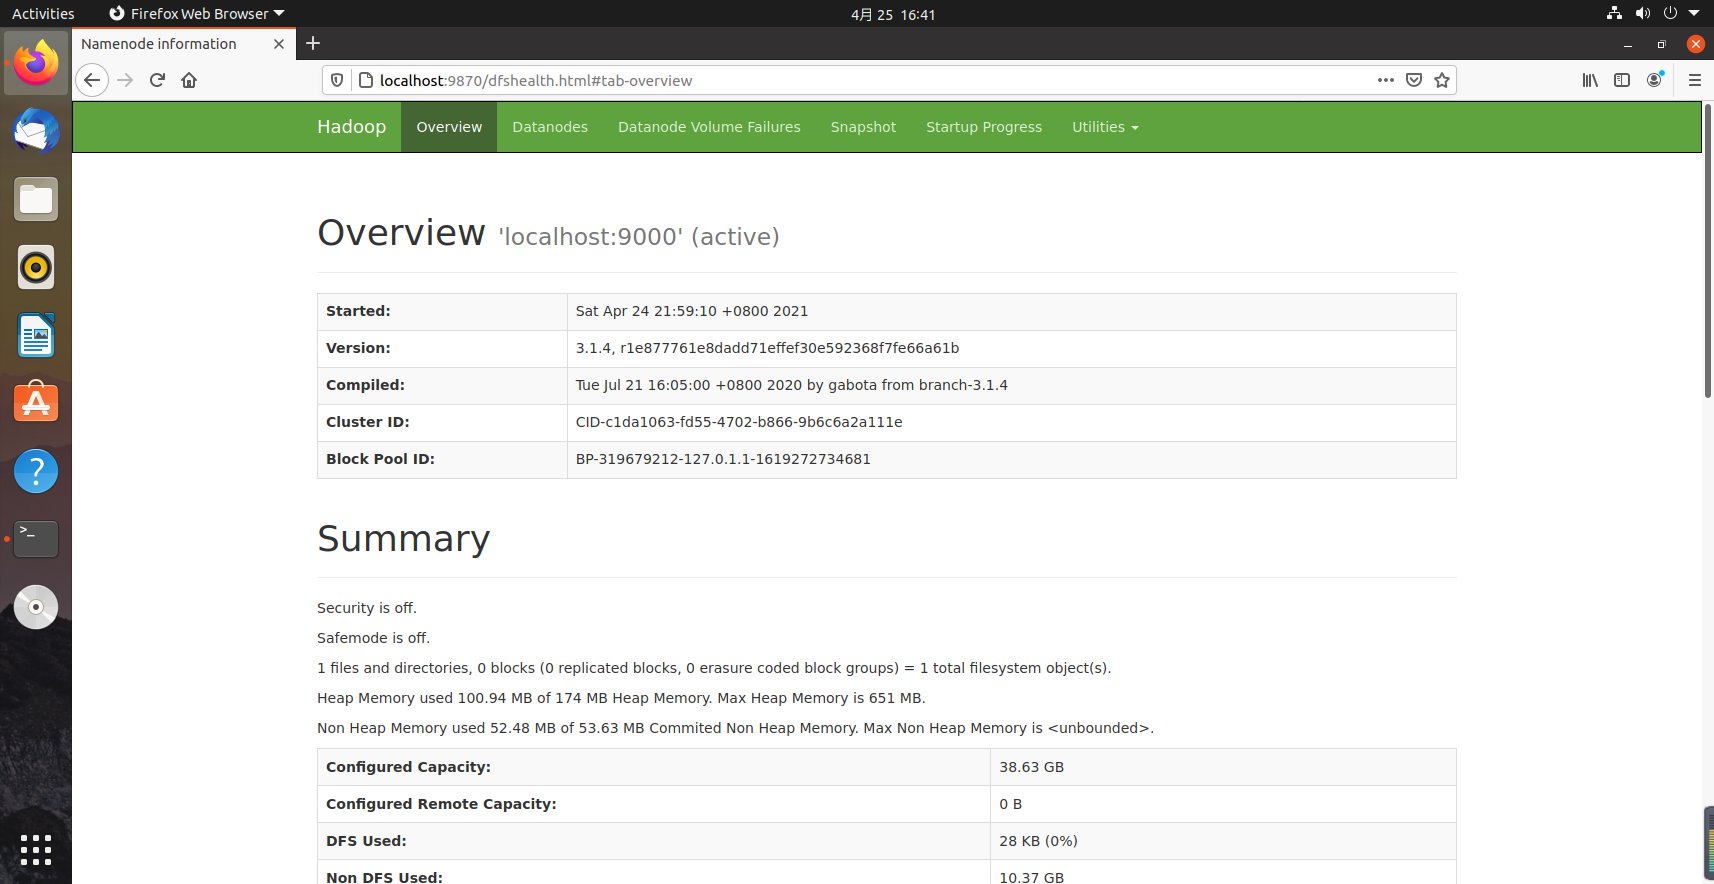 Activities Firefox Web Browser 4月 25 16:41
Namenode information
localhost:9870/dfshealth.html#tab-overview
Hadoop Overview Datanodes Datanode Volume Failures Snapshot Startup Progress Utilities
Overview 'localhost:9000' (active)
Started: Sat Apr 24 21:59:10 +0800 2021
Version: 3.1.4, r1e877761e8dadd71effef30e592368f7fe66a61b
Compiled: Tue Jul 21 16:05:00 +0800 2020 by gabota from branch-3.1.4
Cluster ID: CID-c1da1063-fd55-4702-b866-9b6c6a2a111e
Block Pool ID: BP-319679212-127.0.1.1-1619272734681
Summary
Security is off.
Safemode is off.
1 files and directories, 0 blocks (0 replicated blocks, 0 erasure coded block groups) = 1 total filesystem object(s).
Heap Memory used 100.94 MB of 174 MB Heap Memory. Max Heap Memory is 651 MB.
Non Heap Memory used 52.48 MB of 53.63 MB Commited Non Heap Memory. Max Non Heap Memory is <unbounded>.
Configured Capacity: 38.63 GB
Configured Remote Capacity: 0 B
DFS Used: 28 KB (0%)
Non DFS Used: 10.37 GB